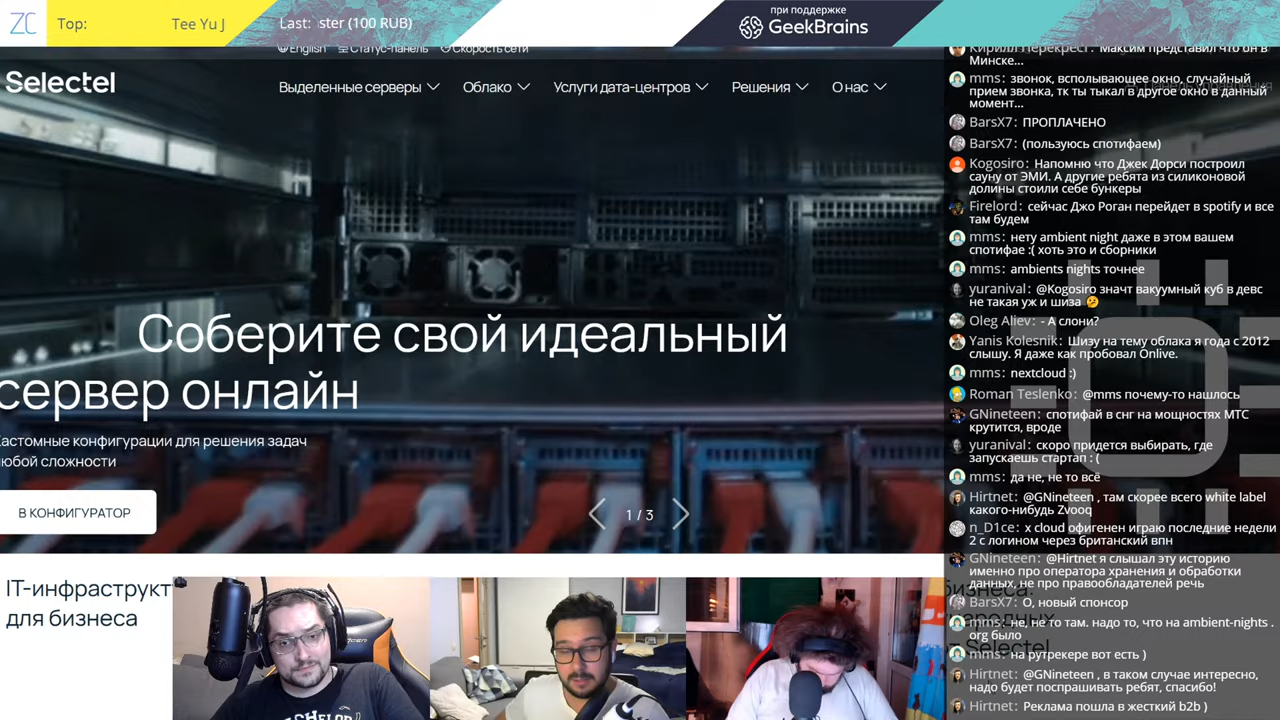 ZC
Top:
Tee Yu J
Last:
ster (100 RUB)
при поддержке
GeekBrains
English
Статус-панель
Скорость сети
Selectel
Выделенные серверы
Облако
Услуги дата-центров
Решения
О нас
Соберите свой идеальный
сервер онлайн
Кастомные конфигурации для решения задач
любой сложности
В КОНФИГУРАТОР
1 / 3
IT-инфраструкт
для бизнеса
BACHELOR
Кирилл Перекрест: Максим представил что он в
Минске...
mms: звонок, всполывающее окно, случайный
прием звонка, тк ты тыкал в другое окно в данный
момент...
BarsX7: ПРОПЛАЧЕНО
BarsX7: (пользуюсь спотифаем)
Kogosiro: Напомню что Джек Дорси построил
сауну от ЭМИ. А другие ребята из силиконовой
долины стоили себе бункеры
Firelord: сейчас Джо Роган перейдет в spotify и все
там будем
mms: нету ambient night даже в этом вашем
спотифае :( хоть это и сборники
mms: ambients nights точнее
yuranival: @Kogosiro значт вакуумный куб в девс
не такая уж и шиза 🤔
Oleg Aliev: - А слони?
Yanis Kolesnik: Шизу на тему облака я года с 2012
слышу. Я даже как пробовал Onlive.
mms: nextcloud :)
Roman Teslenko: @mms почему-то нашлось
GNineteen: спотифай в снг на мощностях МТС
крутится, вроде
yuranival: скоро придется выбирать, где
запускаешь стартап : (
mms: да не, не то всё
Hirtnet: @GNineteen , там скорее всего white label
какого-нибудь Zvooq
n_D1ce: x cloud офигенен играю последние недели
2 с логином через британский впн
GNineteen: @Hirtnet я слышал эту историю
именно про оператора хранения и обработки
данных, не про правообладателей речь
BarsX7: О, новый спонсор
mms: не, не то там. надо то, что на ambient-nights .
org было
mms: на рутрекере вот есть )
Hirtnet: @GNineteen , в таком случае интересно,
надо будет поспрашивать ребят, спасибо!
Hirtnet: Реклама пошла в жесткий b2b )